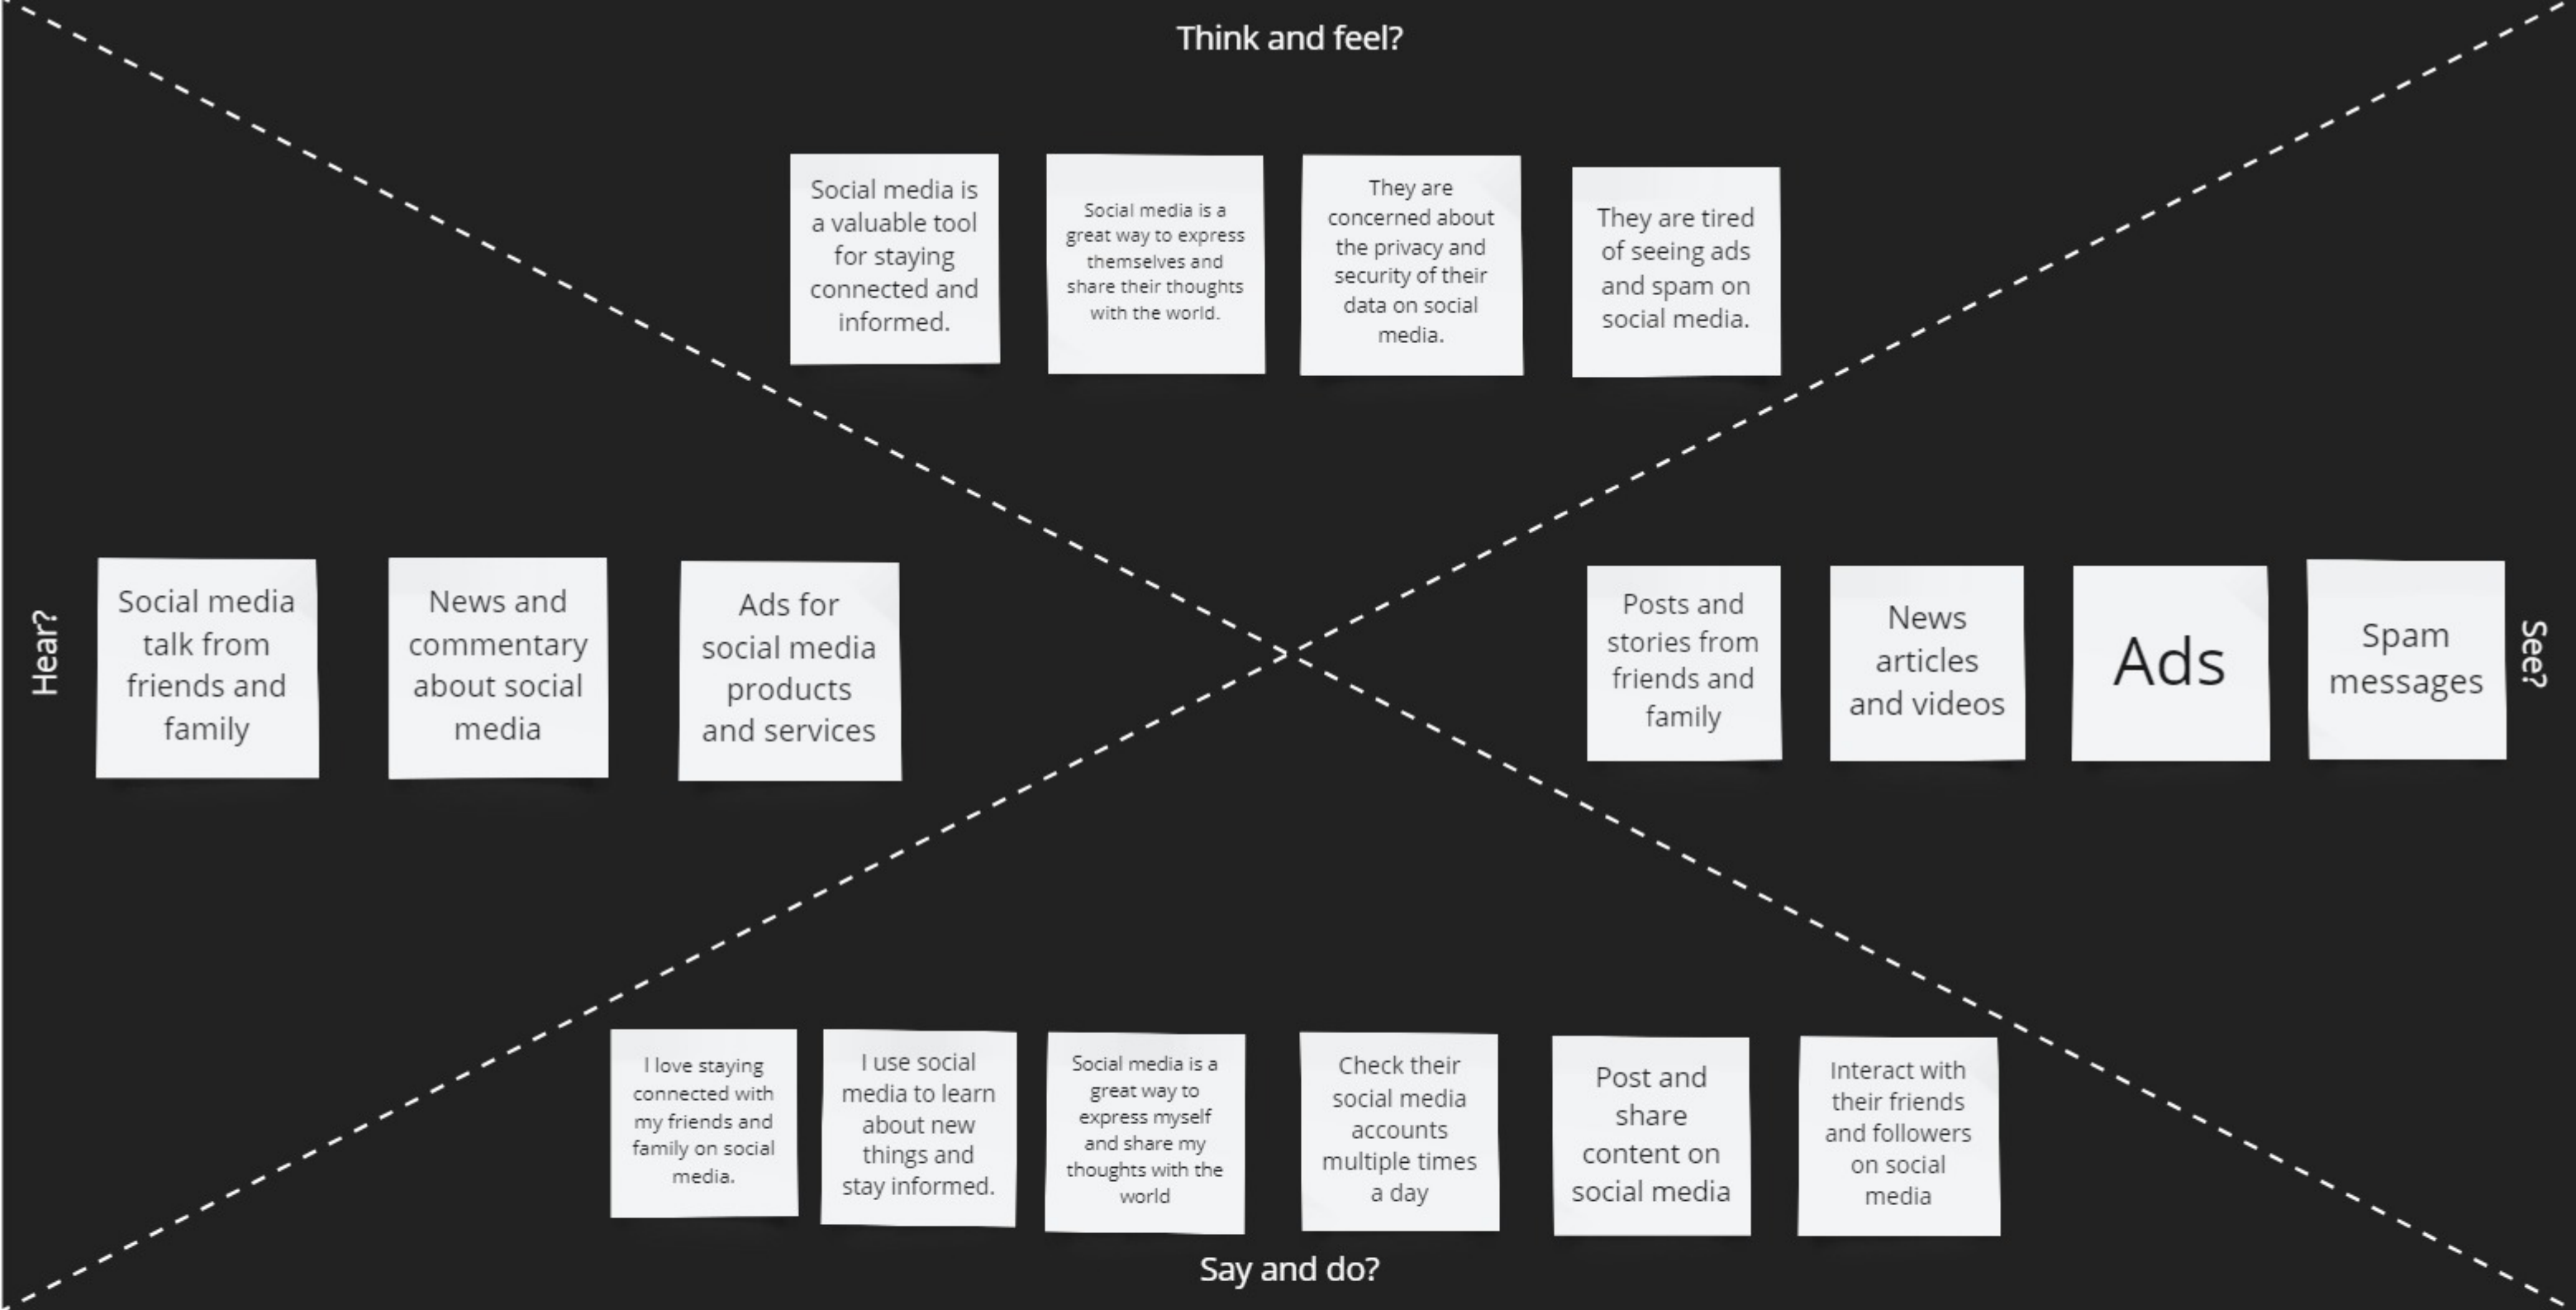 Think and feel?
Social media is
a valuable tool
for staying
connected and
informed.
Social media is a
great way to express
themselves and
share their thoughts
with the world.
They are
concerned about
the privacy and
security of their
data on social
media.
They are tired
of seeing ads
and spam on
social media.
Hear?
Social media
talk from
friends and
family
News and
commentary
about social
media
Ads for
social media
products
and services
Posts and
stories from
friends and
family
News
articles
and videos
Ads
Spam
messages
See?
I love staying
connected with
my friends and
family on social
media.
I use social
media to learn
about new
things and
stay informed.
Social media is a
great way to
express myself
and share my
thoughts with the
world
Check their
social media
accounts
multiple times
a day
Post and
share
content on
social media
Interact with
their friends
and followers
on social
media
Say and do?